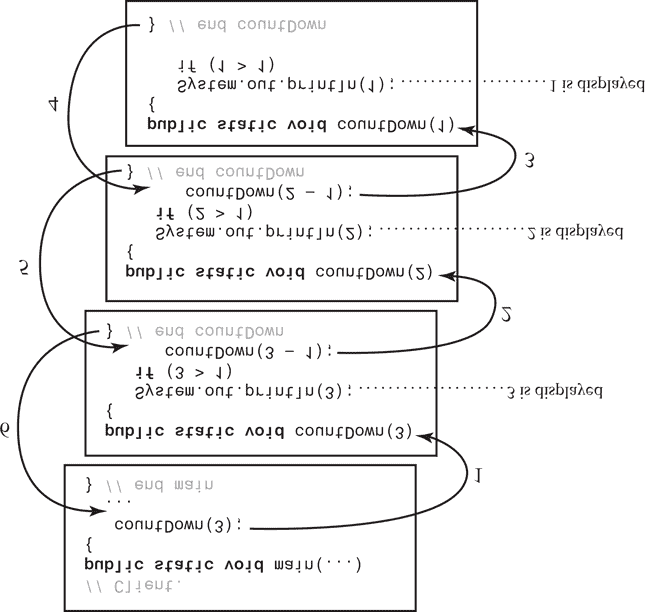 // Client.
public static void main(...)
{
countDown(3);
...
} // end main
1
public static void countDown(3)
{
System.out.println(3); 3 is displayed
if (3 > 1)
countDown(3 - 1);
} // end countDown
6
2
public static void countDown(2)
{
System.out.println(2); 2 is displayed
if (2 > 1)
countDown(2 - 1);
} // end countDown
5
3
public static void countDown(1)
{
System.out.println(1); 1 is displayed
if (1 > 1)
} // end countDown
4